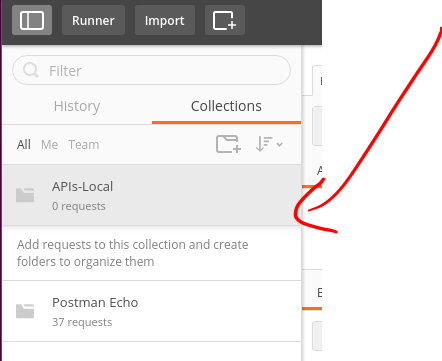 Runner
Import
Filter
History
Collections
All Me Team
APIs-Local
0 requests
Add requests to this collection and create
folders to organize them
Postman Echo
37 requests